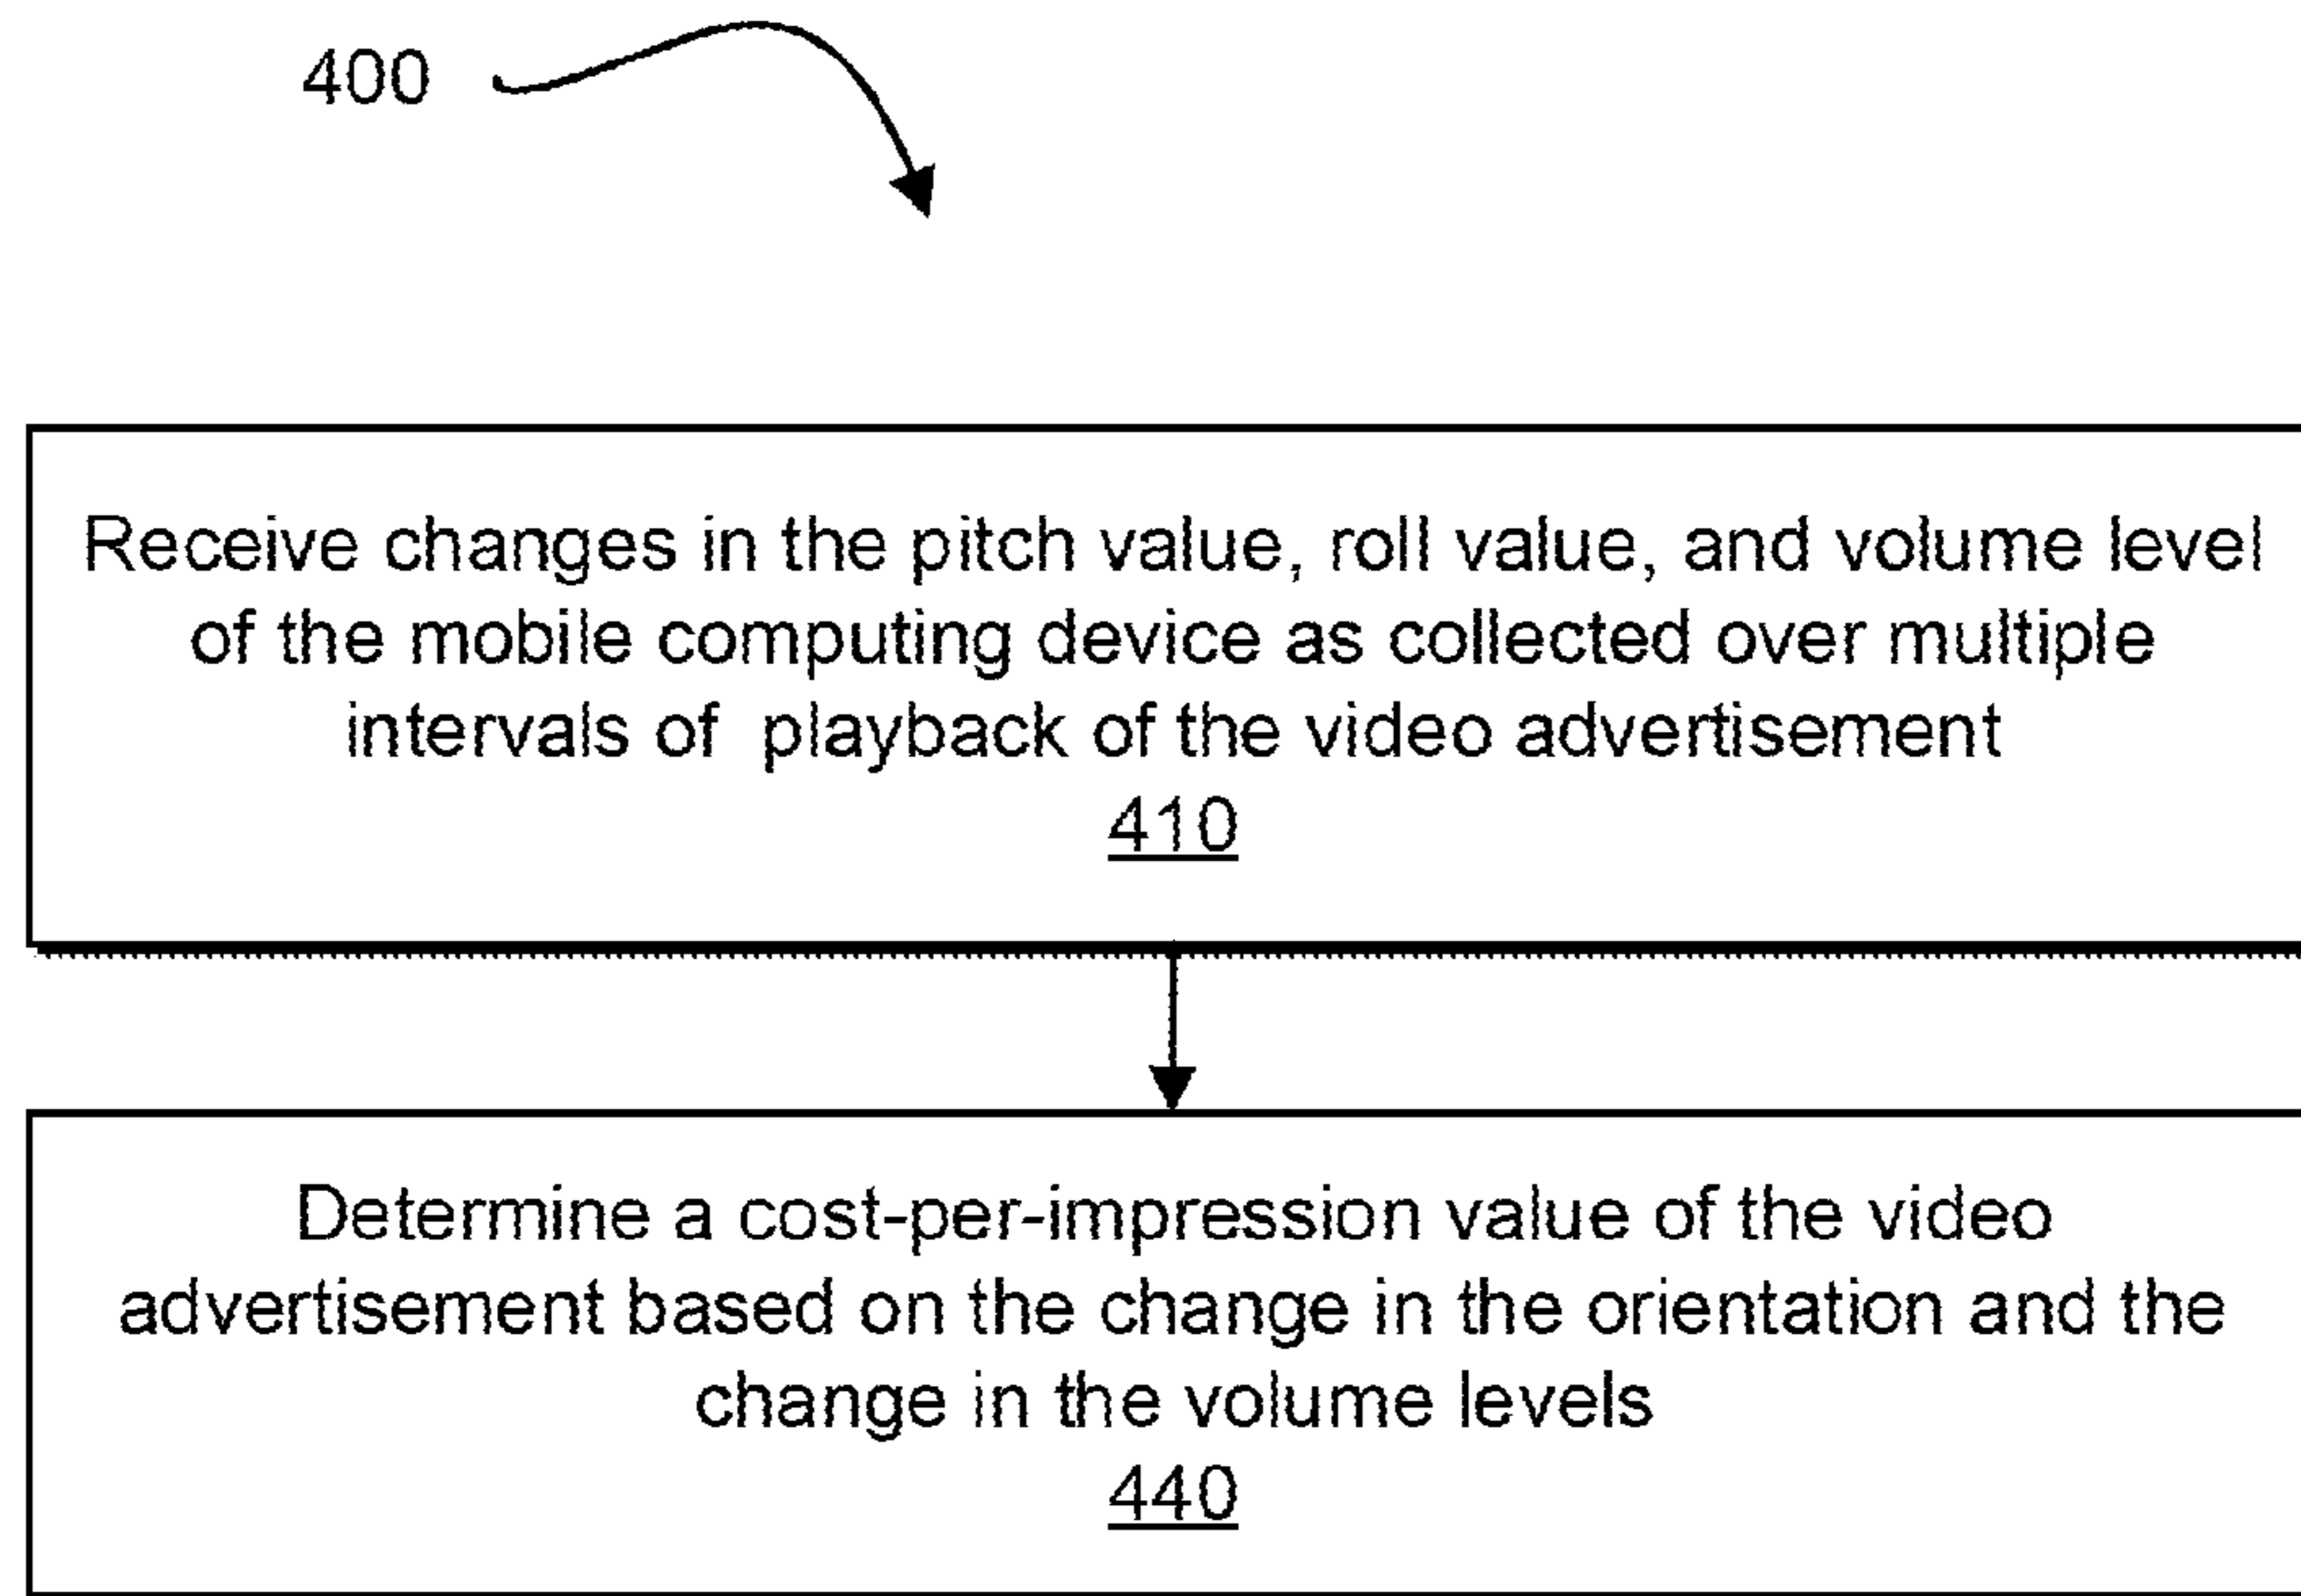 400
Receive changes in the pitch value, roll value, and volume level
of the mobile computing device as collected over multiple
intervals of playback of the video advertisement
410
Determine a cost-per-impression value of the video
advertisement based on the change in the orientation and the
change in the volume levels
440